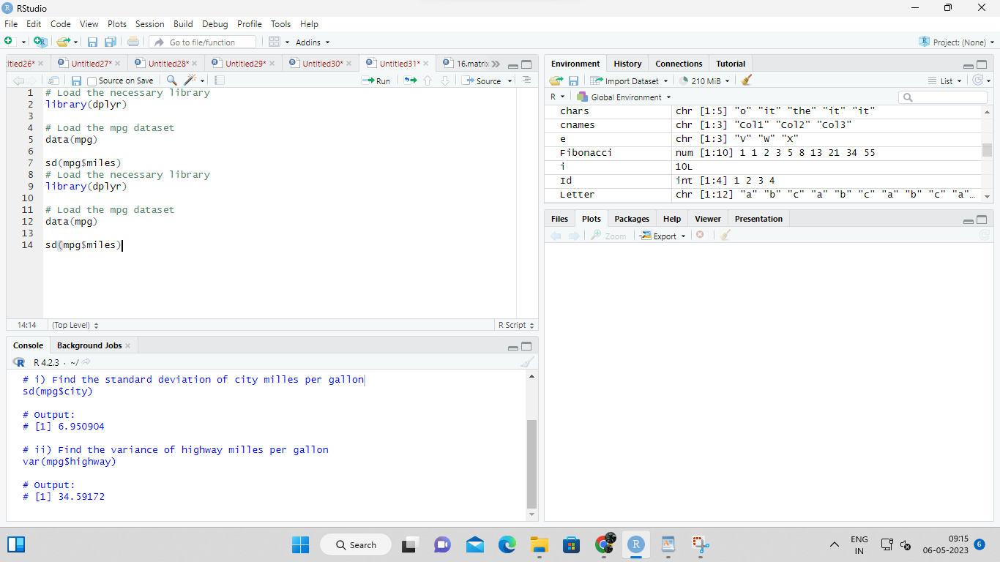 RStudio
File Edit Code View Plots Session Build Debug Profile Tools Help
Go to file/function Addins Project: (None)
titled26* Untitled27* Untitled28* Untitled29* Untitled30* Untitled31* 16.matrix
Source on Save Run Source
1 # Load the necessary library
2 library(dplyr)
3
4 # Load the mpg dataset
5 data(mpg)
6
7 sd(mpg$miles)
8 # Load the necessary library
9 library(dplyr)
10
11 # Load the mpg dataset
12 data(mpg)
13
14 sd(mpg$miles)
14:14 (Top Level) R Script
Console Background Jobs
R 4.2.3 · ~/
# i) Find the standard deviation of city milles per gallon
sd(mpg$city)
# Output:
# [1] 6.950904
# ii) Find the variance of highway milles per gallon
var(mpg$highway)
# Output:
# [1] 34.59172
Environment History Connections Tutorial
Import Dataset 210 MiB List
R Global Environment
chars chr [1:5] "o" "it" "the" "it" "it"
cnames chr [1:3] "Col1" "Col2" "Col3"
e chr [1:3] "v" "w" "x"
Fibonacci num [1:10] 1 1 2 3 5 8 13 21 34 55
i 10L
Id int [1:4] 1 2 3 4
Letter chr [1:12] "a" "b" "c" "a" "b" "c" "a" "b" "c" "a"…
Files Plots Packages Help Viewer Presentation
Zoom Export
Search
ENG
IN
09:15
06-05-2023
6